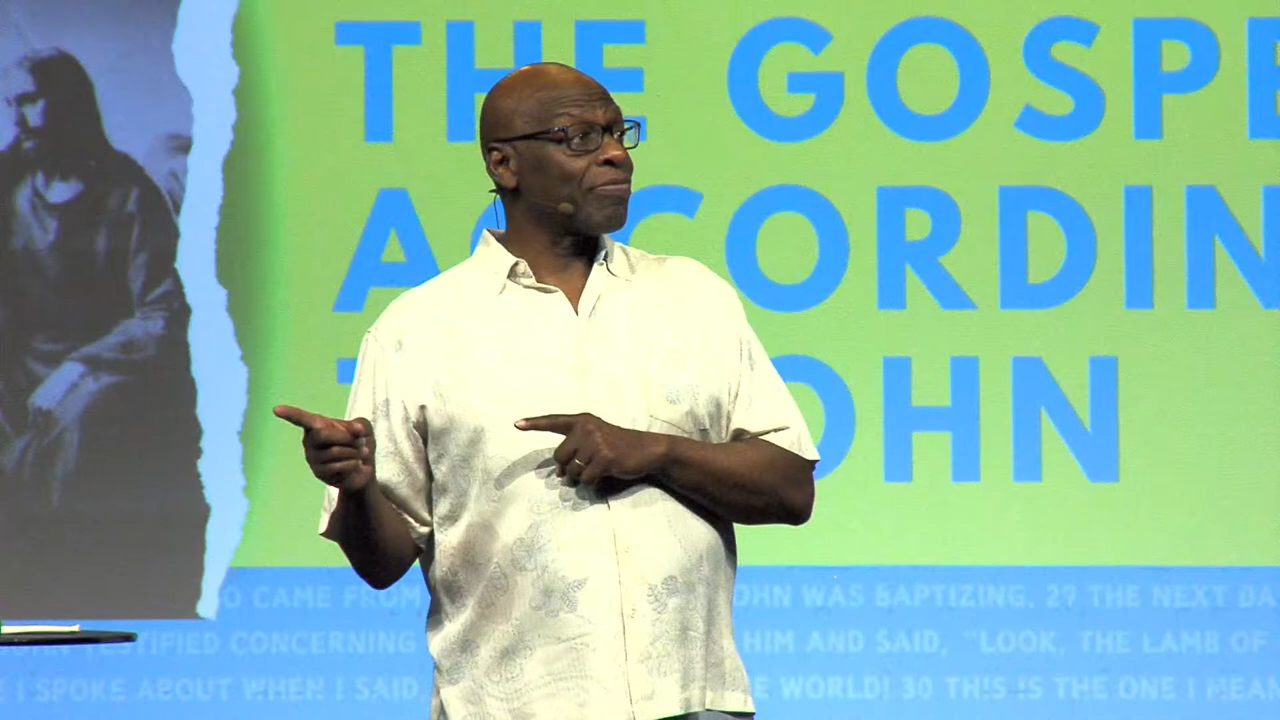 THE GOSPE
ACCORDIN
OHN
O CAME FROM OHN WAS BAPTIZING. 29 THE NEXT DA
TESTIFIED CONCERNING HIM AND SAID, "LOOK, THE LAMB OF
E I SPOKE ABOUT WHEN I SAID, E WORLD! 30 THIS IS THE ONE I MEAN